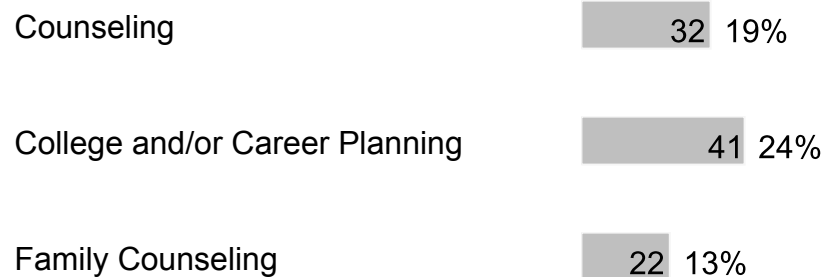 Counseling 32 19%
College and/or Career Planning 41 24%
Family Counseling 22 13%